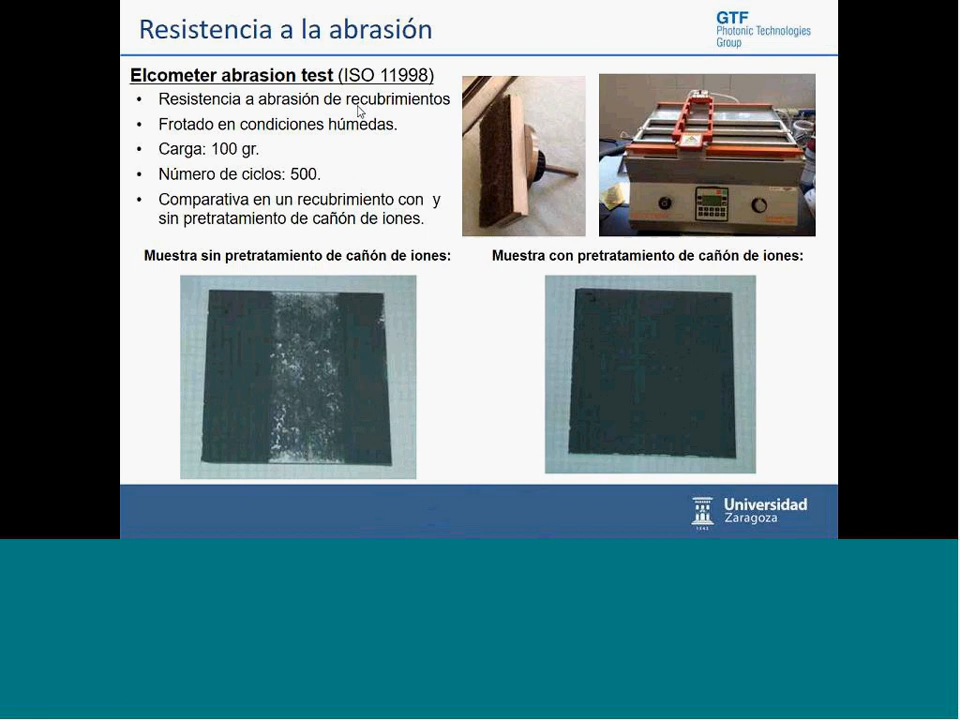 Resistencia a la abrasión
GTF
Photonic Technologies
Group
Elcometer abrasion test (ISO 11998)
• Resistencia a abrasión de recubrimientos
• Frotado en condiciones húmedas.
• Carga: 100 gr.
• Número de ciclos: 500.
• Comparativa en un recubrimiento con y
sin pretratamiento de cañón de iones.
Muestra sin pretratamiento de cañón de iones:
Muestra con pretratamiento de cañón de iones:
Universidad
Zaragoza
1542